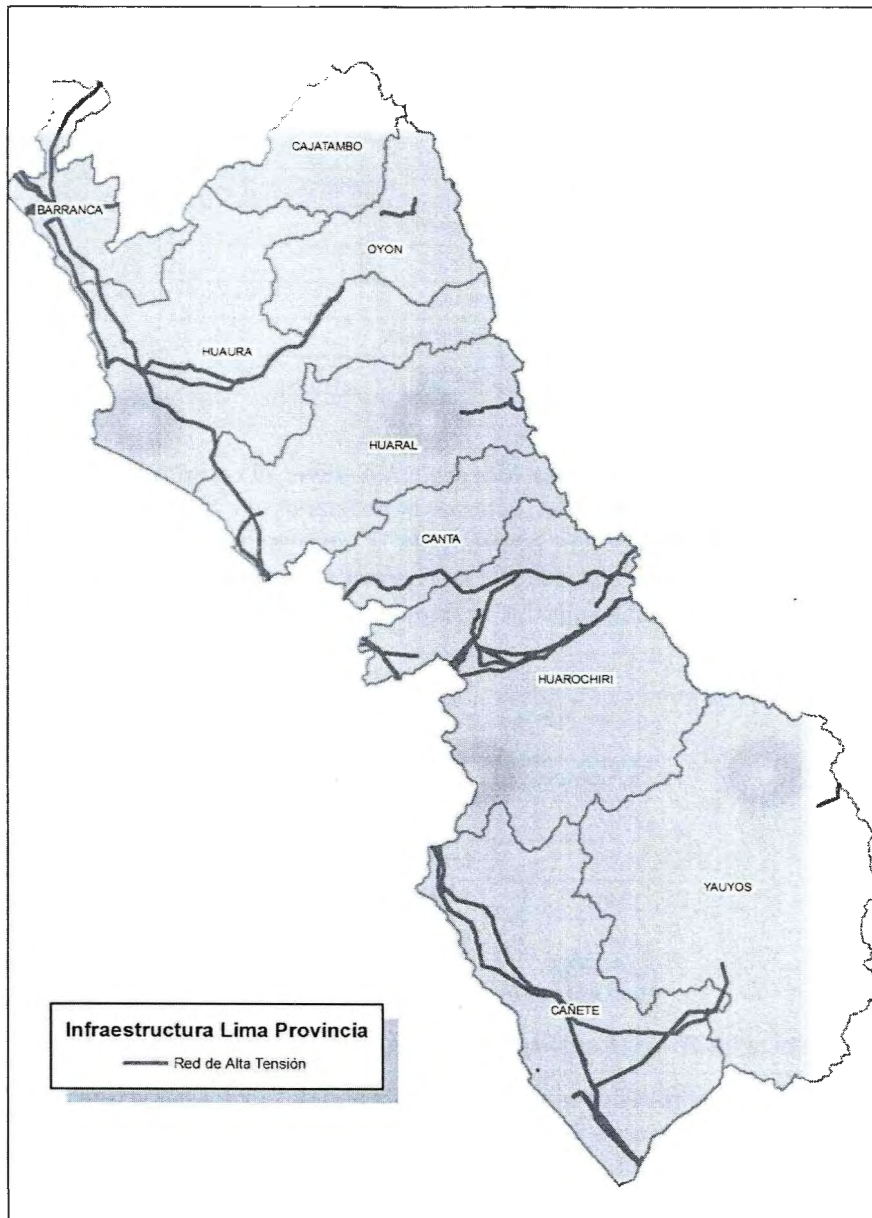 CAJATAMBO
BARRANCA
OYON
HUAURA
HUARAL
CANTA
HUAROCHIRI
YAUYOS
CAÑETE
Infraestructura Lima Provincia
Red de Alta Tensión